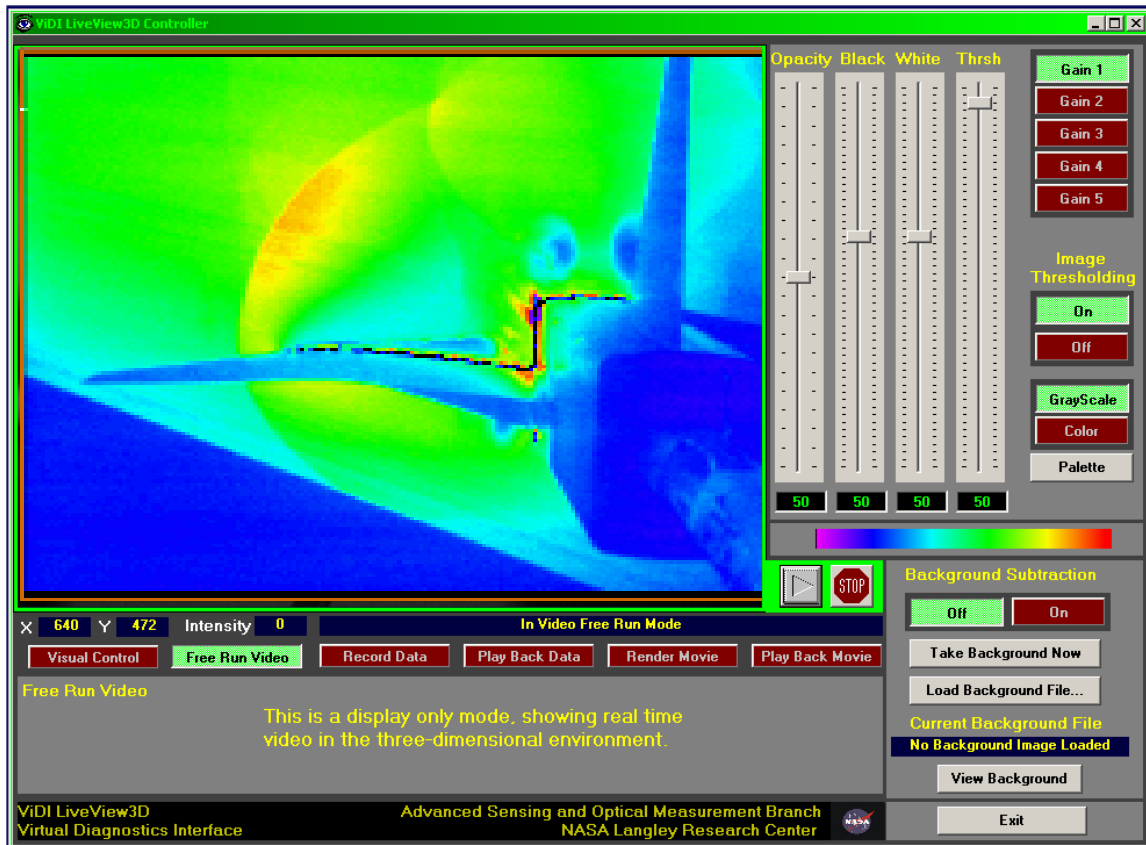 ViDI LiveView3D Controller
Opacity Black White Thrsh
50 50 50 50
Gain 1
Gain 2
Gain 3
Gain 4
Gain 5
Image
Thresholding
On
Off
GrayScale
Color
Palette
STOP
X 640 Y 472 Intensity 0 In Video Free Run Mode
Visual Control Free Run Video Record Data Play Back Data Render Movie Play Back Movie
Free Run Video
This is a display only mode, showing real time
video in the three-dimensional environment.
Background Subtraction
Off On
Take Background Now
Load Background File...
Current Background File
No Background Image Loaded
View Background
Exit
ViDI LiveView3D
Virtual Diagnostics Interface
Advanced Sensing and Optical Measurement Branch
NASA Langley Research Center
NASA